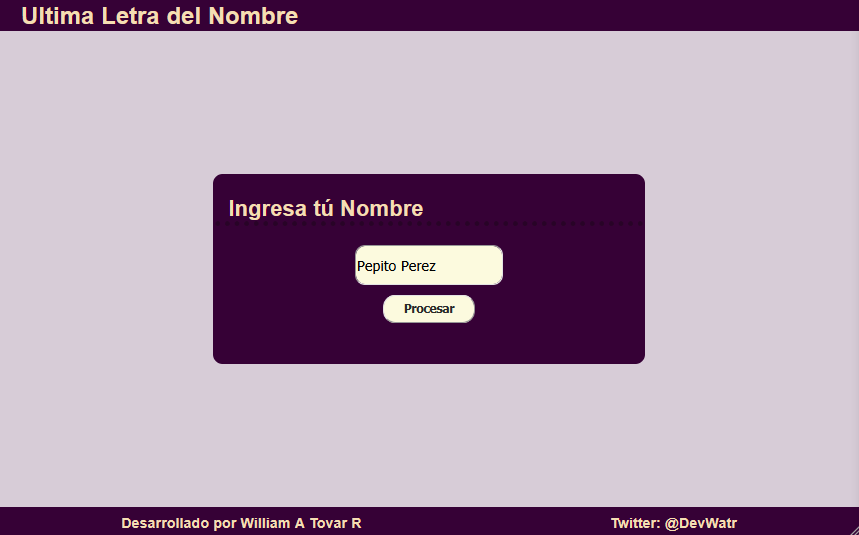 Ultima Letra del Nombre
Ingresa tú Nombre
Pepito Perez
Procesar
Desarrollado por William A Tovar R
Twitter: @DevWatr